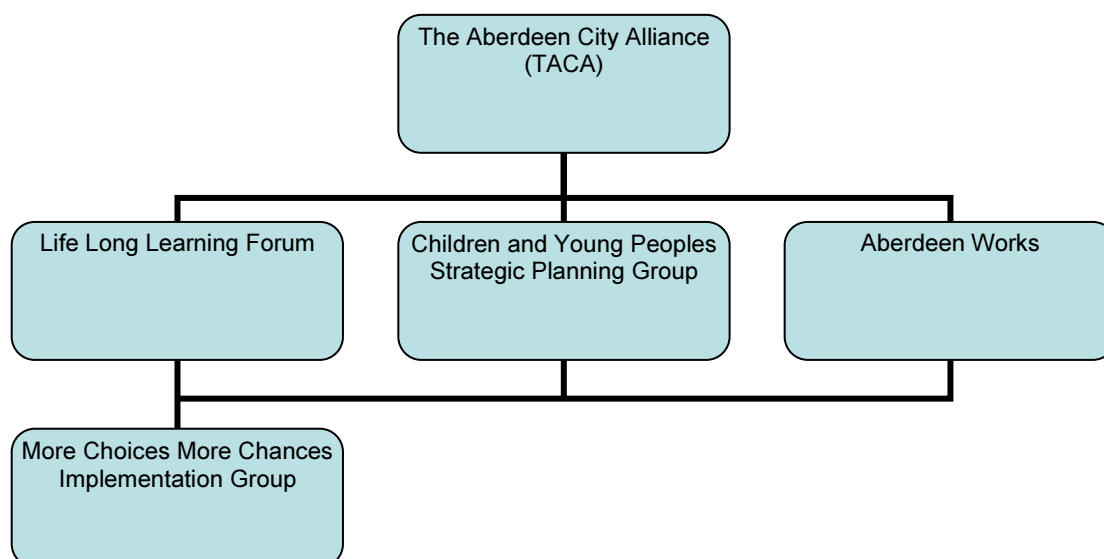 The Aberdeen City Alliance
(TACA)
Life Long Learning Forum
Children and Young Peoples
Strategic Planning Group
Aberdeen Works
More Choices More Chances
Implementation Group